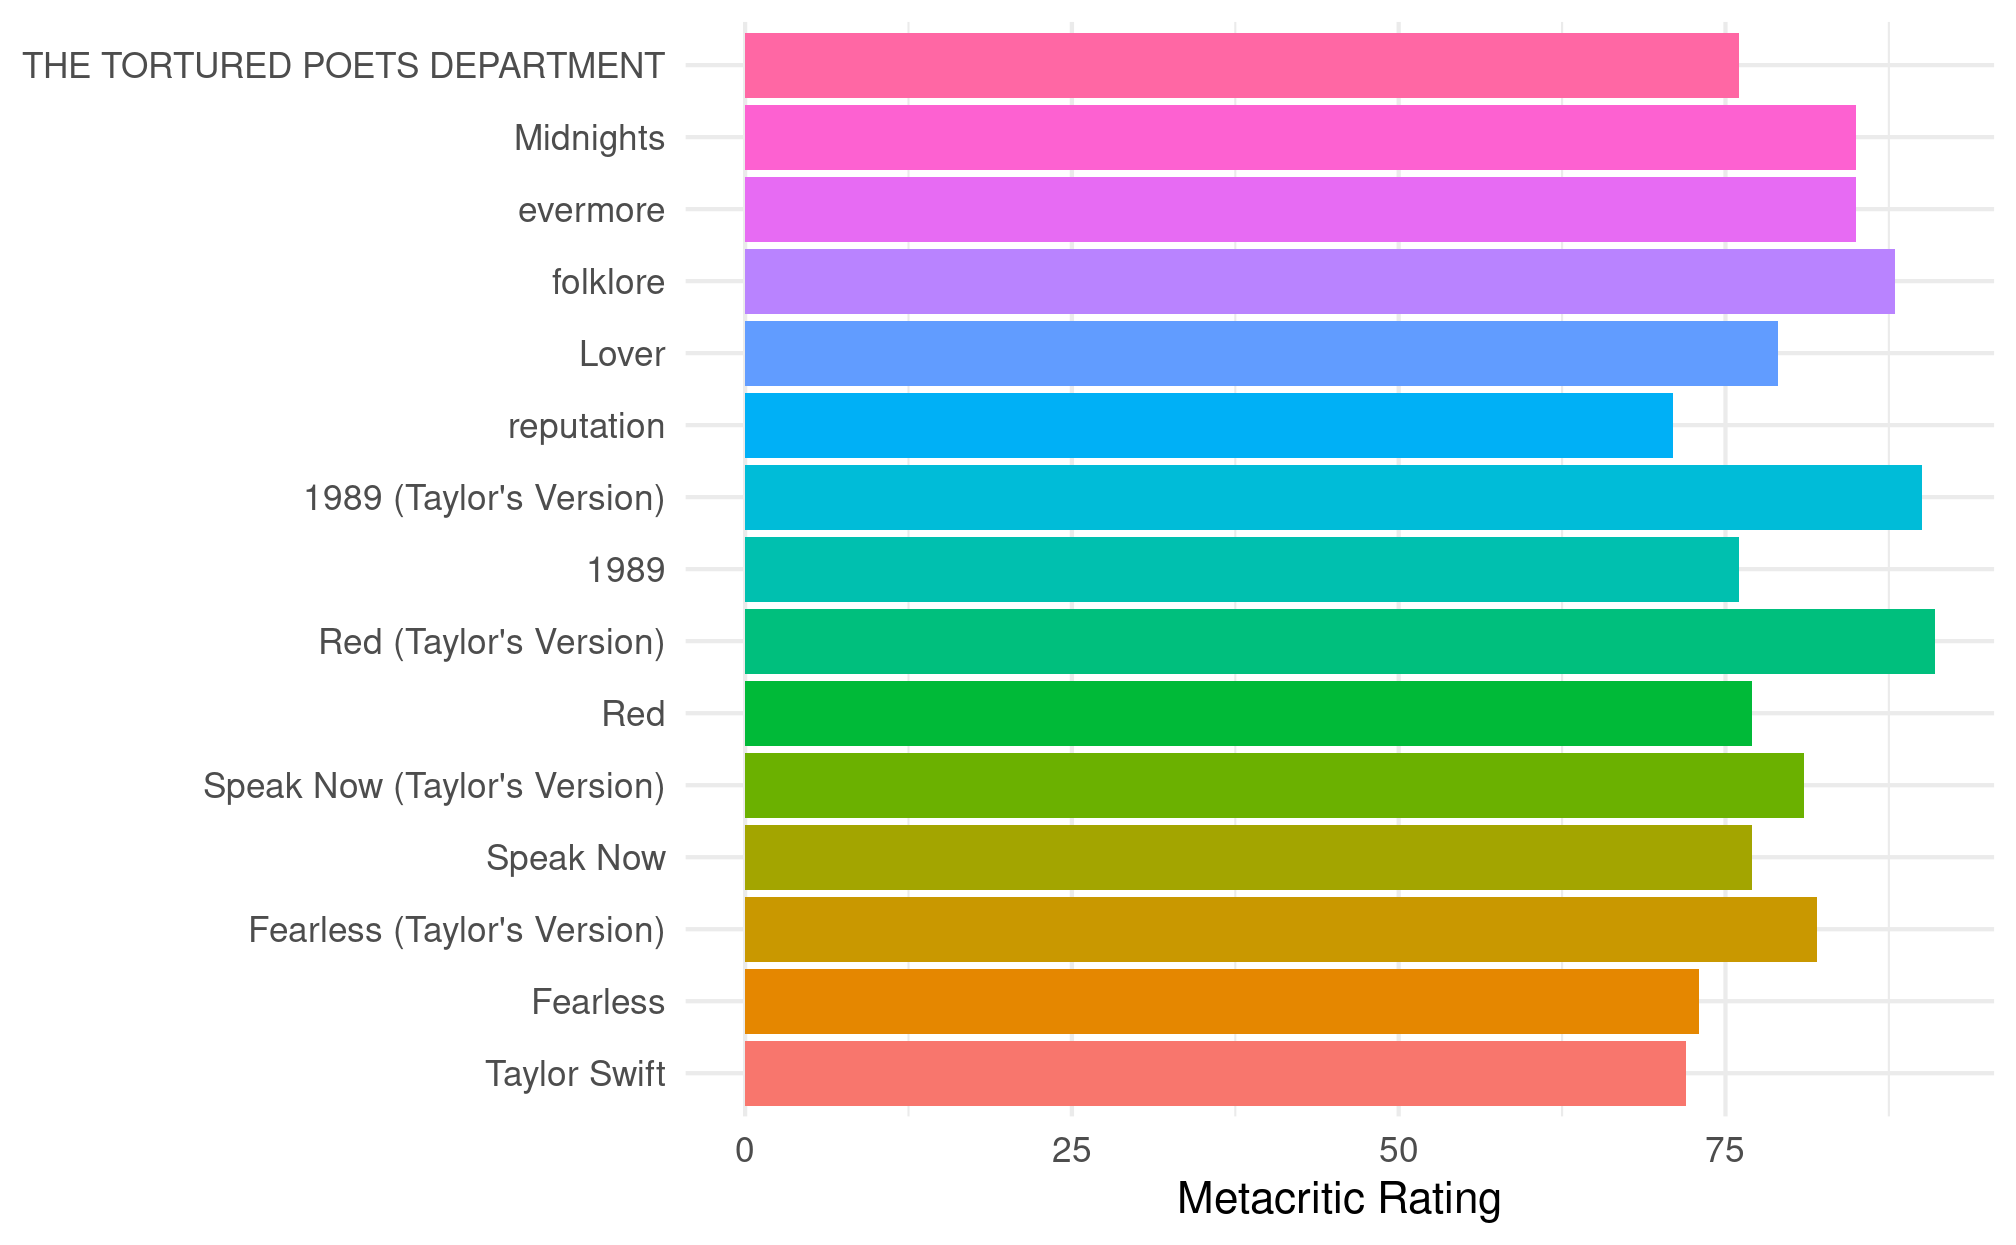 THE TORTURED POETS DEPARTMENT
Midnights
evermore
folklore
Lover
reputation
1989 (Taylor's Version)
1989
Red (Taylor's Version)
Red
Speak Now (Taylor's Version)
Speak Now
Fearless (Taylor's Version)
Fearless
Taylor Swift
0 25 50 75
Metacritic Rating